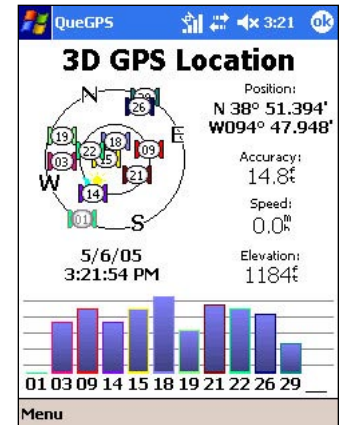 QueGPS 3:21 ok
3D GPS Location
N
E
W
S
29
26
19
18
22
09
03
15
21
14
01
Position:
N 38° 51.394'
W094° 47.948'
Accuracy:
14.8ft
Speed:
0.0mh
Elevation:
1184ft
5/6/05
3:21:54 PM
01 03 09 14 15 18 19 21 22 26 29 __
Menu